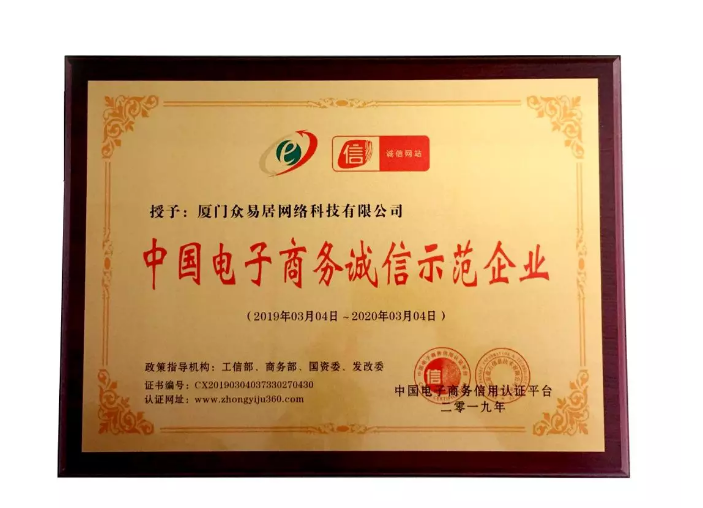 e
信 诚信网站
授予：厦门众易居网络科技有限公司
中国电子商务诚信示范企业
（2019年03月04日～2020年03月04日）
政策指导机构：工信部、商务部、国资委、发改委
证书编号：CX20190304037330270430
认证网址：www.zhongyiju360.com
信
中国电子商务信用认证平台
二零一九年